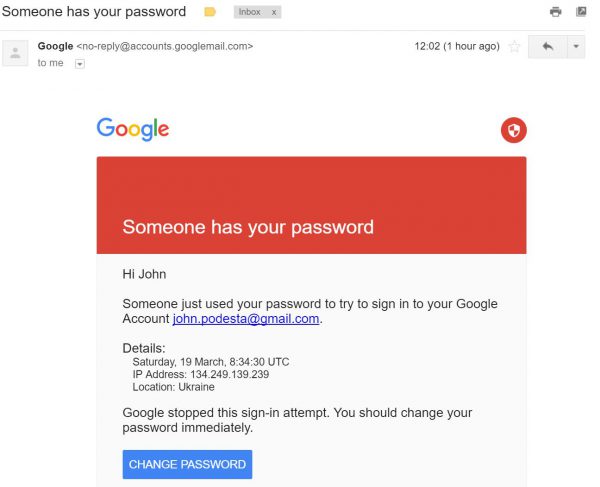 Someone has your password Inbox x
Google <no-reply@accounts.googlemail.com> 12:02 (1 hour ago)
to me
Google
Someone has your password
Hi John
Someone just used your password to try to sign in to your Google
Account john.podesta@gmail.com.
Details:
Saturday, 19 March, 8:34:30 UTC
IP Address: 134.249.139.239
Location: Ukraine
Google stopped this sign-in attempt. You should change your
password immediately.
CHANGE PASSWORD